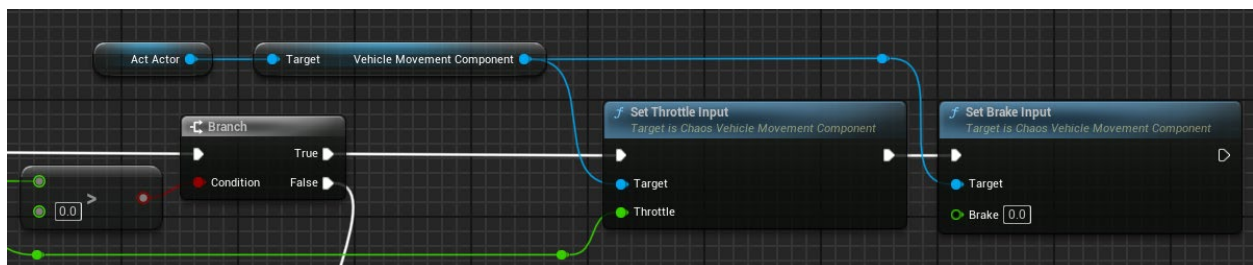 Act Actor
Target Vehicle Movement Component
Branch
True
Condition False
>
0.0
f Set Throttle Input
Target is Chaos Vehicle Movement Component
Target
Throttle
f Set Brake Input
Target is Chaos Vehicle Movement Component
Target
Brake 0.0